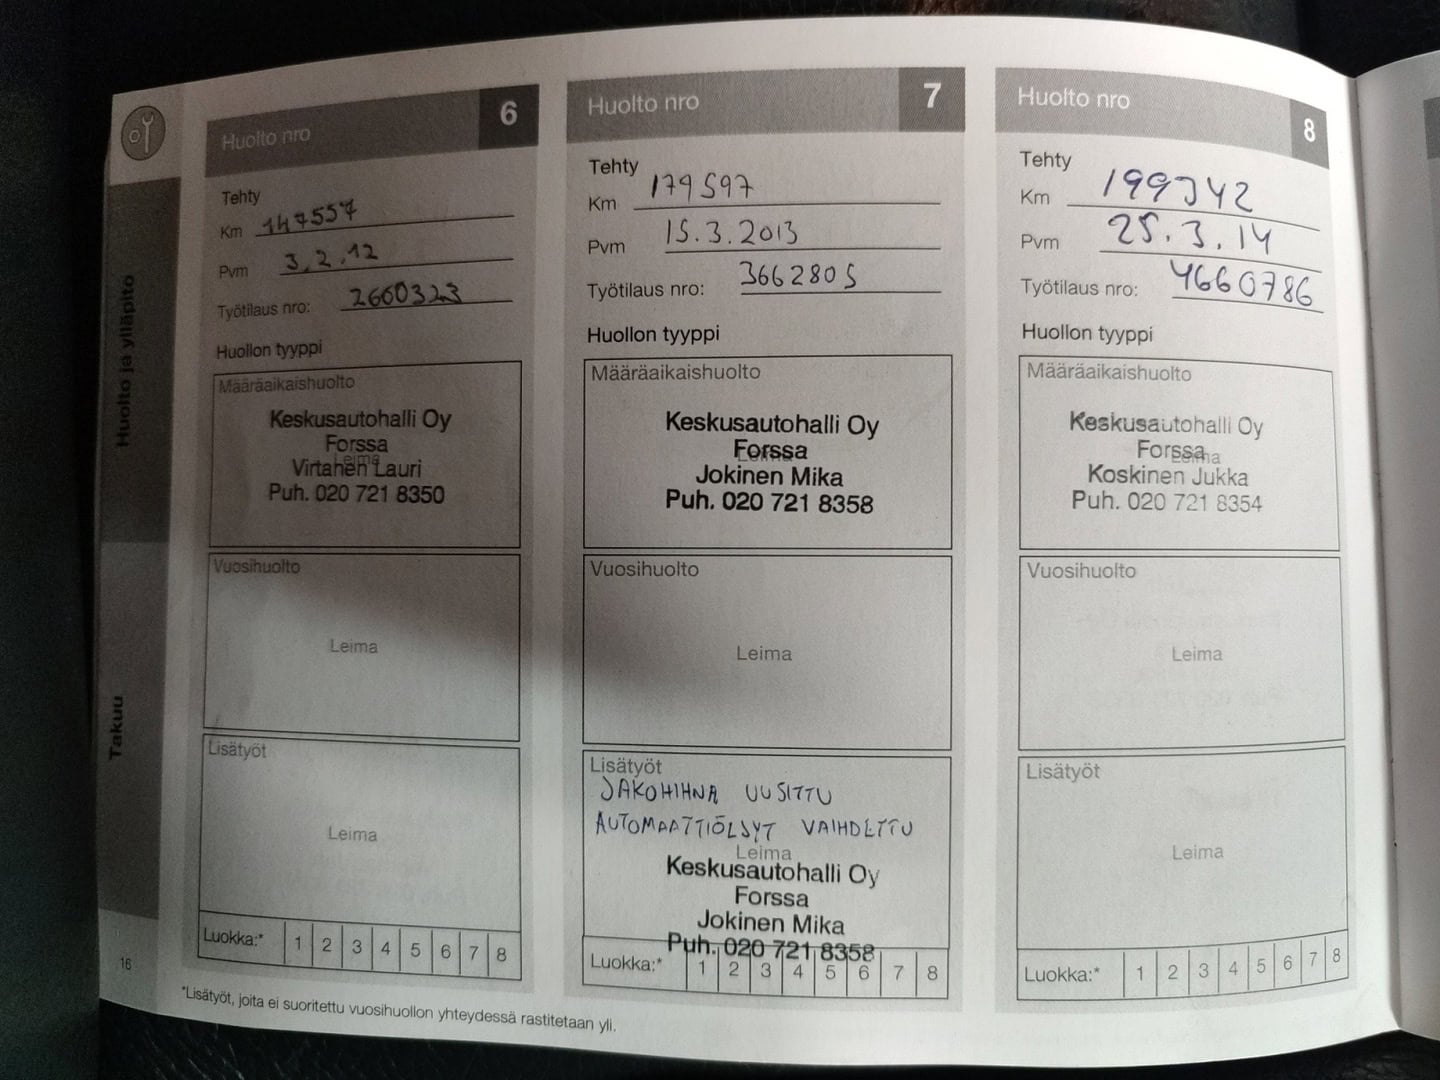 Huolto ja ylläpito
Takuu
16
Huolto nro 6
Tehty
Km 147557
Pvm 3.2.12
Työtilaus nro: 2660323
Huollon tyyppi
Määräaikaishuolto
Keskusautohalli Oy
Forssa
Leima
Virtanen Lauri
Puh. 020 721 8350
Vuosihuolto
Leima
Lisätyöt
Leima
Luokka:* 1 2 3 4 5 6 7 8
Huolto nro 7
Tehty
Km 179597
Pvm 15.3.2013
Työtilaus nro: 3662805
Huollon tyyppi
Määräaikaishuolto
Keskusautohalli Oy
Forssa
Leima
Jokinen Mika
Puh. 020 721 8358
Vuosihuolto
Leima
Lisätyöt
JAKOHIHNA UUSITTU
AUTOMAATTIÖLJYT VAIHDETTU
Leima
Keskusautohalli Oy
Forssa
Jokinen Mika
Puh. 020 721 8358
Luokka:* 1 2 3 4 5 6 7 8
Huolto nro 8
Tehty
Km 199342
Pvm 25.3.14
Työtilaus nro: 4660786
Huollon tyyppi
Määräaikaishuolto
Keskusautohalli Oy
Forssa
Leima
Koskinen Jukka
Puh. 020 721 8354
Vuosihuolto
Leima
Lisätyöt
Leima
Luokka:* 1 2 3 4 5 6 7 8
*Lisätyöt, joita ei suoritettu vuosihuollon yhteydessä rastitetaan yli.